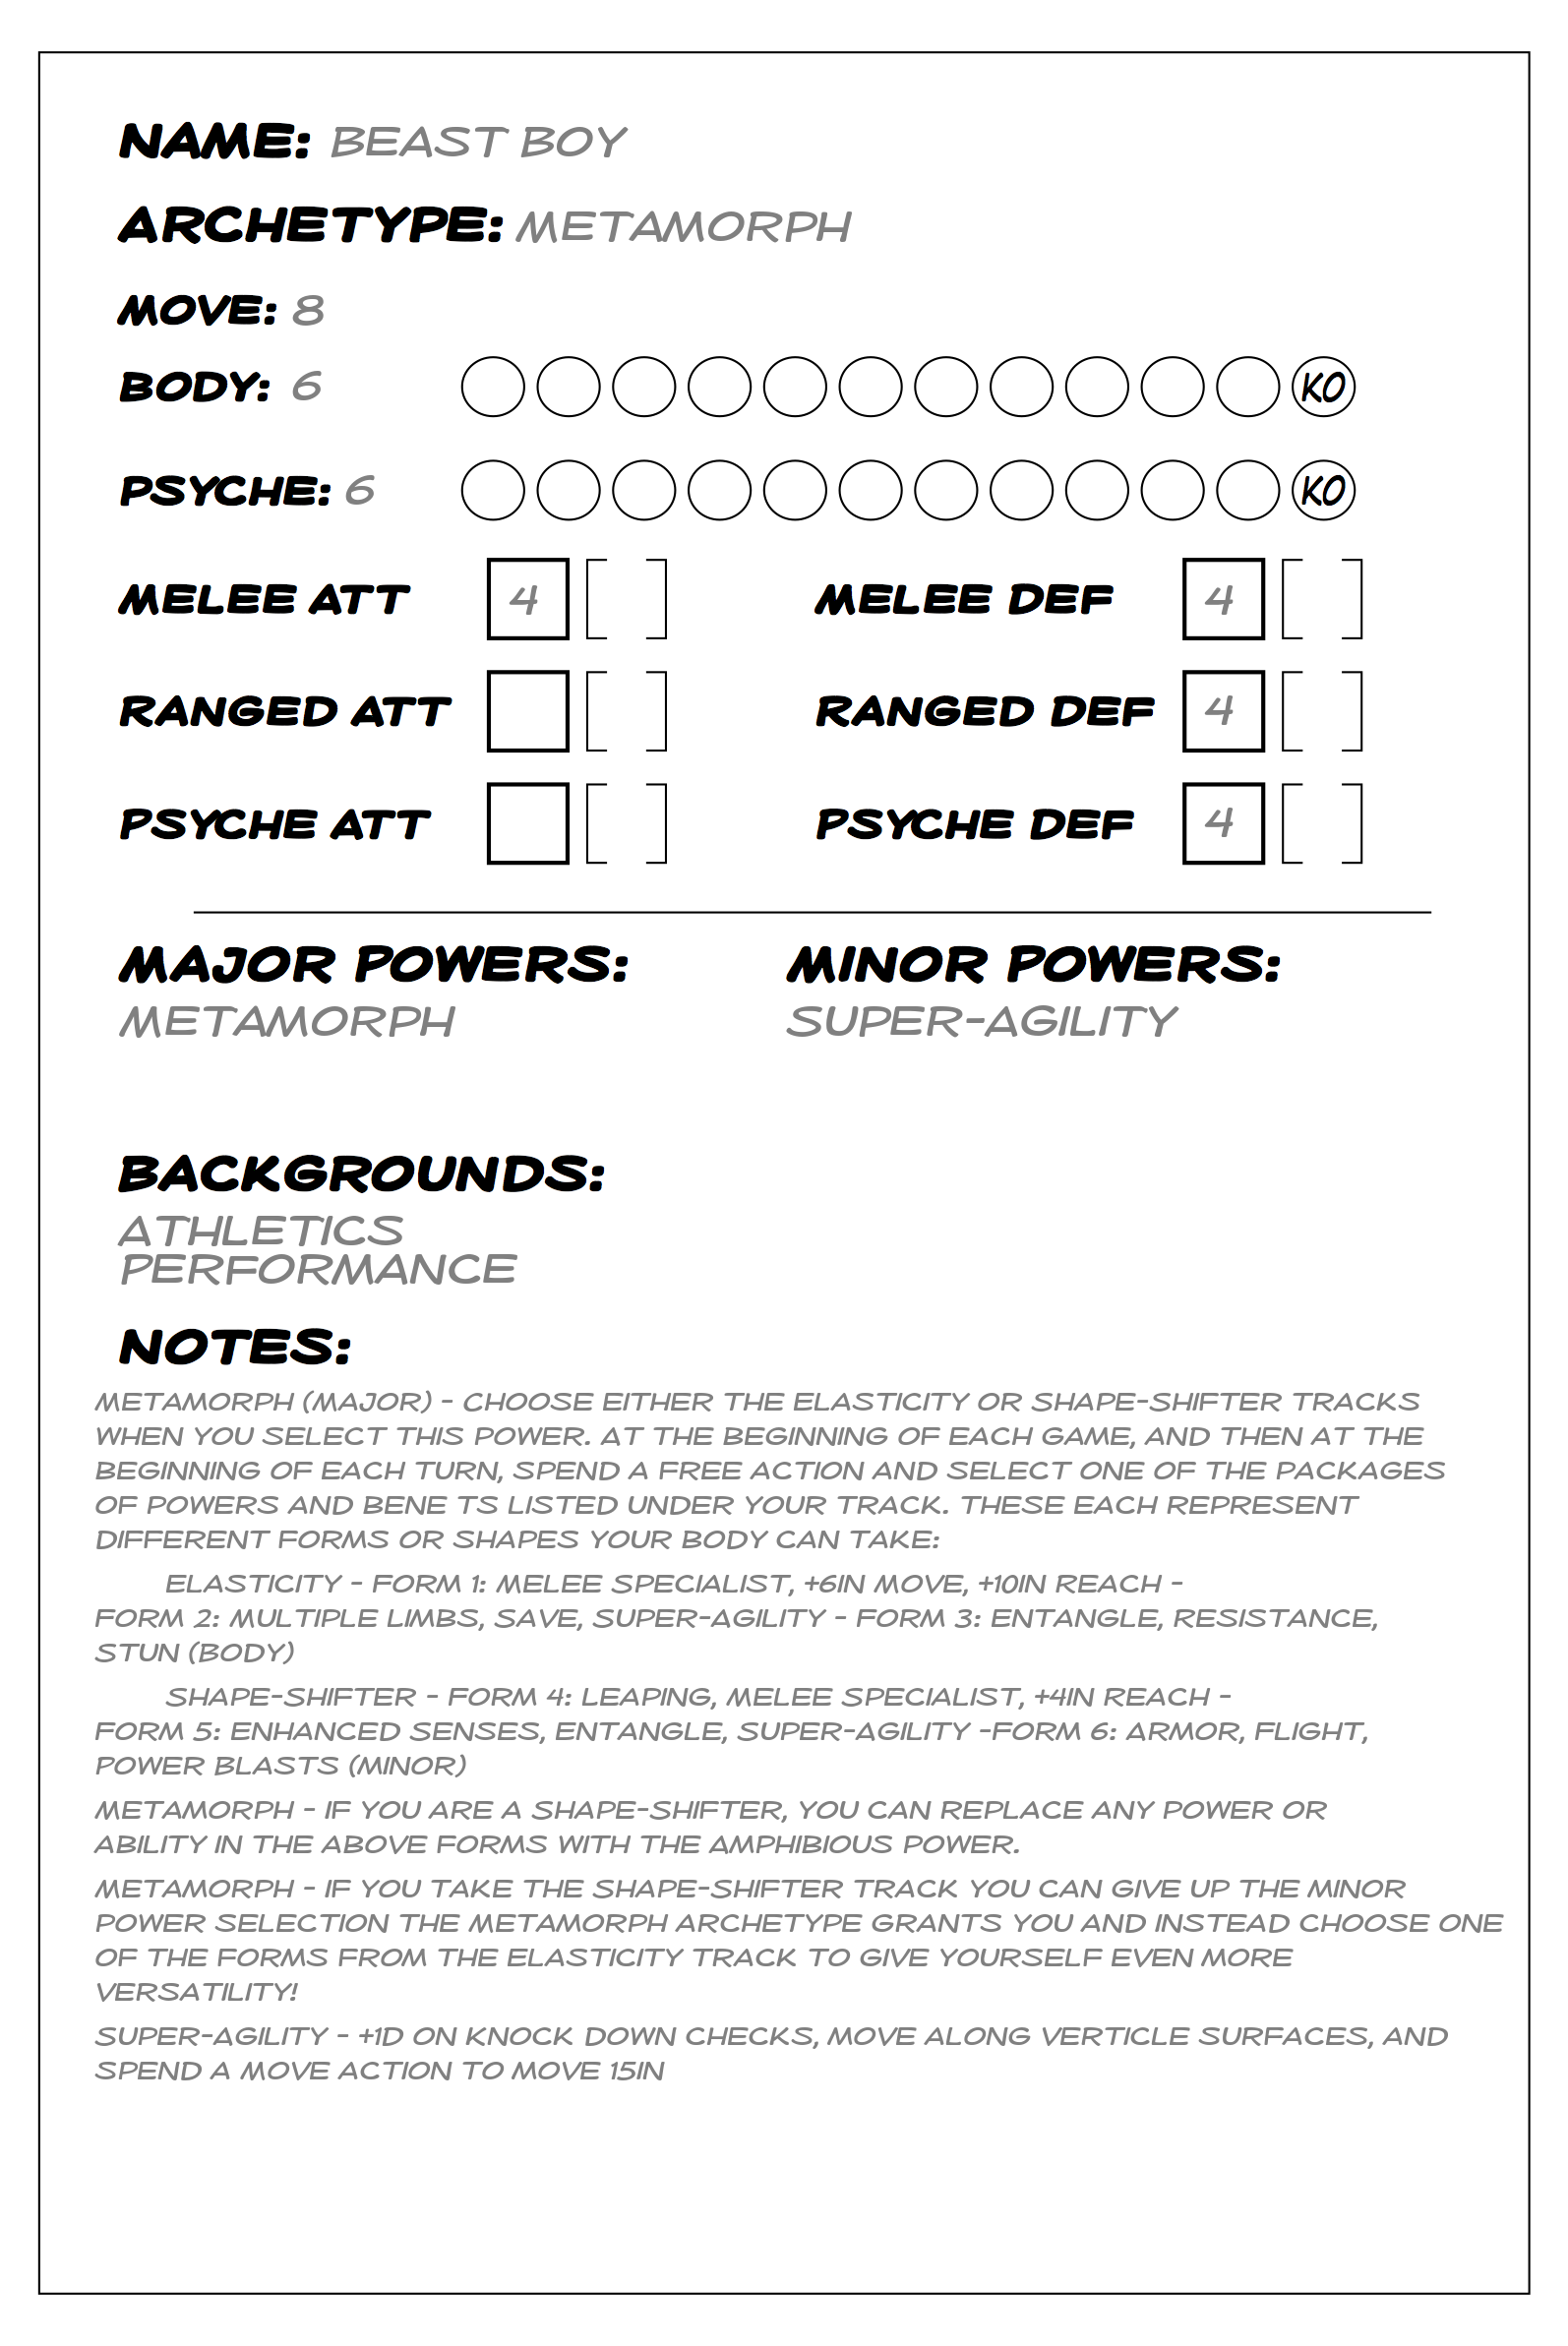 NAME: BEAST BOY
ARCHETYPE: METAMORPH
MOVE: 8
BODY: 6 KO
PSYCHE: 6 KO
MELEE ATT 4 [ ] MELEE DEF 4 [ ]
RANGED ATT [ ] RANGED DEF 4 [ ]
PSYCHE ATT [ ] PSYCHE DEF 4 [ ]
MAJOR POWERS: MINOR POWERS:
METAMORPH SUPER-AGILITY
BACKGROUNDS:
ATHLETICS
PERFORMANCE
NOTES:
METAMORPH (MAJOR) - CHOOSE EITHER THE ELASTICITY OR SHAPE-SHIFTER TRACKS
WHEN YOU SELECT THIS POWER. AT THE BEGINNING OF EACH GAME, AND THEN AT THE
BEGINNING OF EACH TURN, SPEND A FREE ACTION AND SELECT ONE OF THE PACKAGES
OF POWERS AND BENE TS LISTED UNDER YOUR TRACK. THESE EACH REPRESENT
DIFFERENT FORMS OR SHAPES YOUR BODY CAN TAKE:
ELASTICITY - FORM 1: MELEE SPECIALIST, +6IN MOVE, +10IN REACH -
FORM 2: MULTIPLE LIMBS, SAVE, SUPER-AGILITY - FORM 3: ENTANGLE, RESISTANCE,
STUN (BODY)
SHAPE-SHIFTER - FORM 4: LEAPING, MELEE SPECIALIST, +4IN REACH -
FORM 5: ENHANCED SENSES, ENTANGLE, SUPER-AGILITY -FORM 6: ARMOR, FLIGHT,
POWER BLASTS (MINOR)
METAMORPH - IF YOU ARE A SHAPE-SHIFTER, YOU CAN REPLACE ANY POWER OR
ABILITY IN THE ABOVE FORMS WITH THE AMPHIBIOUS POWER.
METAMORPH - IF YOU TAKE THE SHAPE-SHIFTER TRACK YOU CAN GIVE UP THE MINOR
POWER SELECTION THE METAMORPH ARCHETYPE GRANTS YOU AND INSTEAD CHOOSE ONE
OF THE FORMS FROM THE ELASTICITY TRACK TO GIVE YOURSELF EVEN MORE
VERSATILITY!
SUPER-AGILITY - +1D ON KNOCK DOWN CHECKS, MOVE ALONG VERTICLE SURFACES, AND
SPEND A MOVE ACTION TO MOVE 15IN